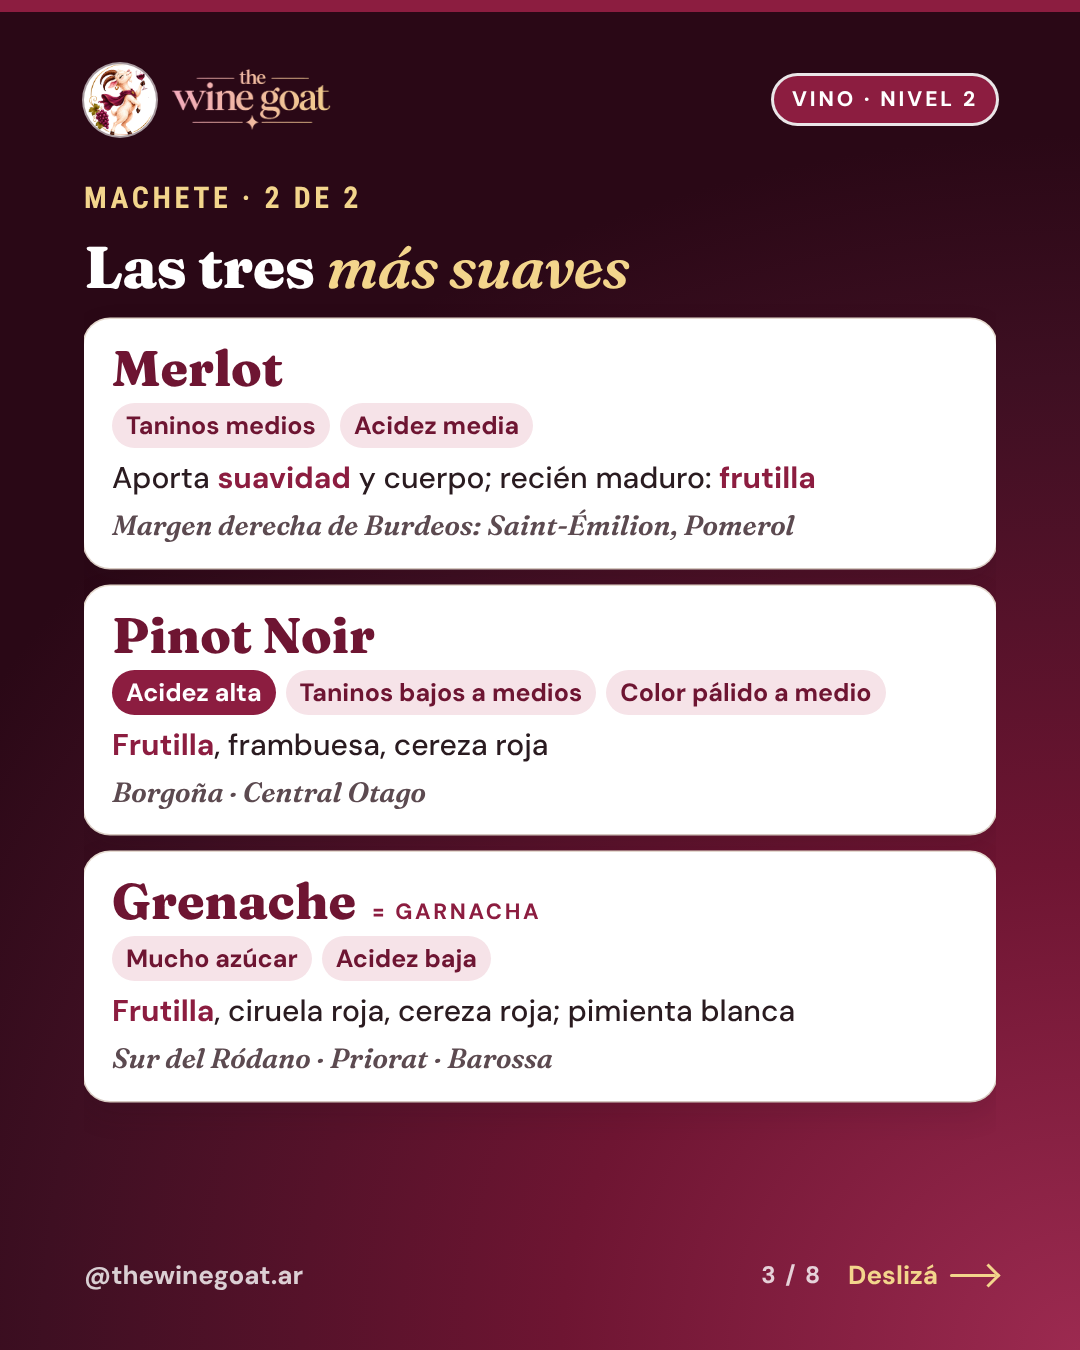 the
wine goat
VINO · NIVEL 2
MACHETE · 2 DE 2
Las tres más suaves
Merlot
Taninos medios Acidez media
Aporta suavidad y cuerpo; recién maduro: frutilla
Margen derecha de Burdeos: Saint-Émilion, Pomerol
Pinot Noir
Acidez alta Taninos bajos a medios Color pálido a medio
Frutilla, frambuesa, cereza roja
Borgoña · Central Otago
Grenache = GARNACHA
Mucho azúcar Acidez baja
Frutilla, ciruela roja, cereza roja; pimienta blanca
Sur del Ródano · Priorat · Barossa
@thewinegoat.ar 3 / 8 Deslizá